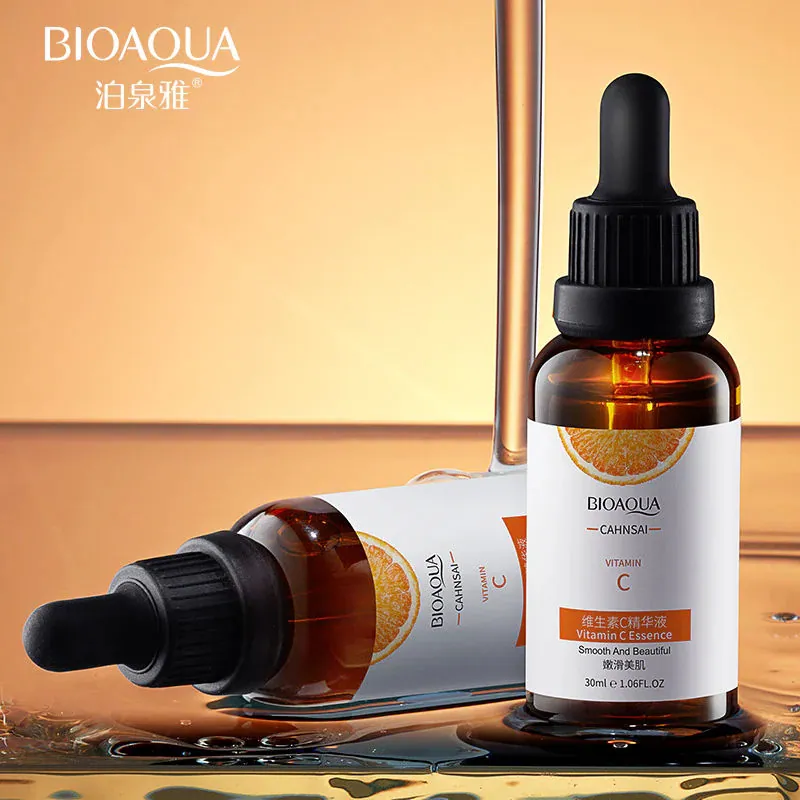 BIOAQUA
泊泉雅®
BIOAQUA
CAHNSAI
VITAMIN
C
维生素C精华液
Vitamin C Essence
Smooth And Beautiful
嫩滑美肌
30ml ℮ 1.06FL.OZ
BIOAQUA
CAHNSAI
VITAMIN
C